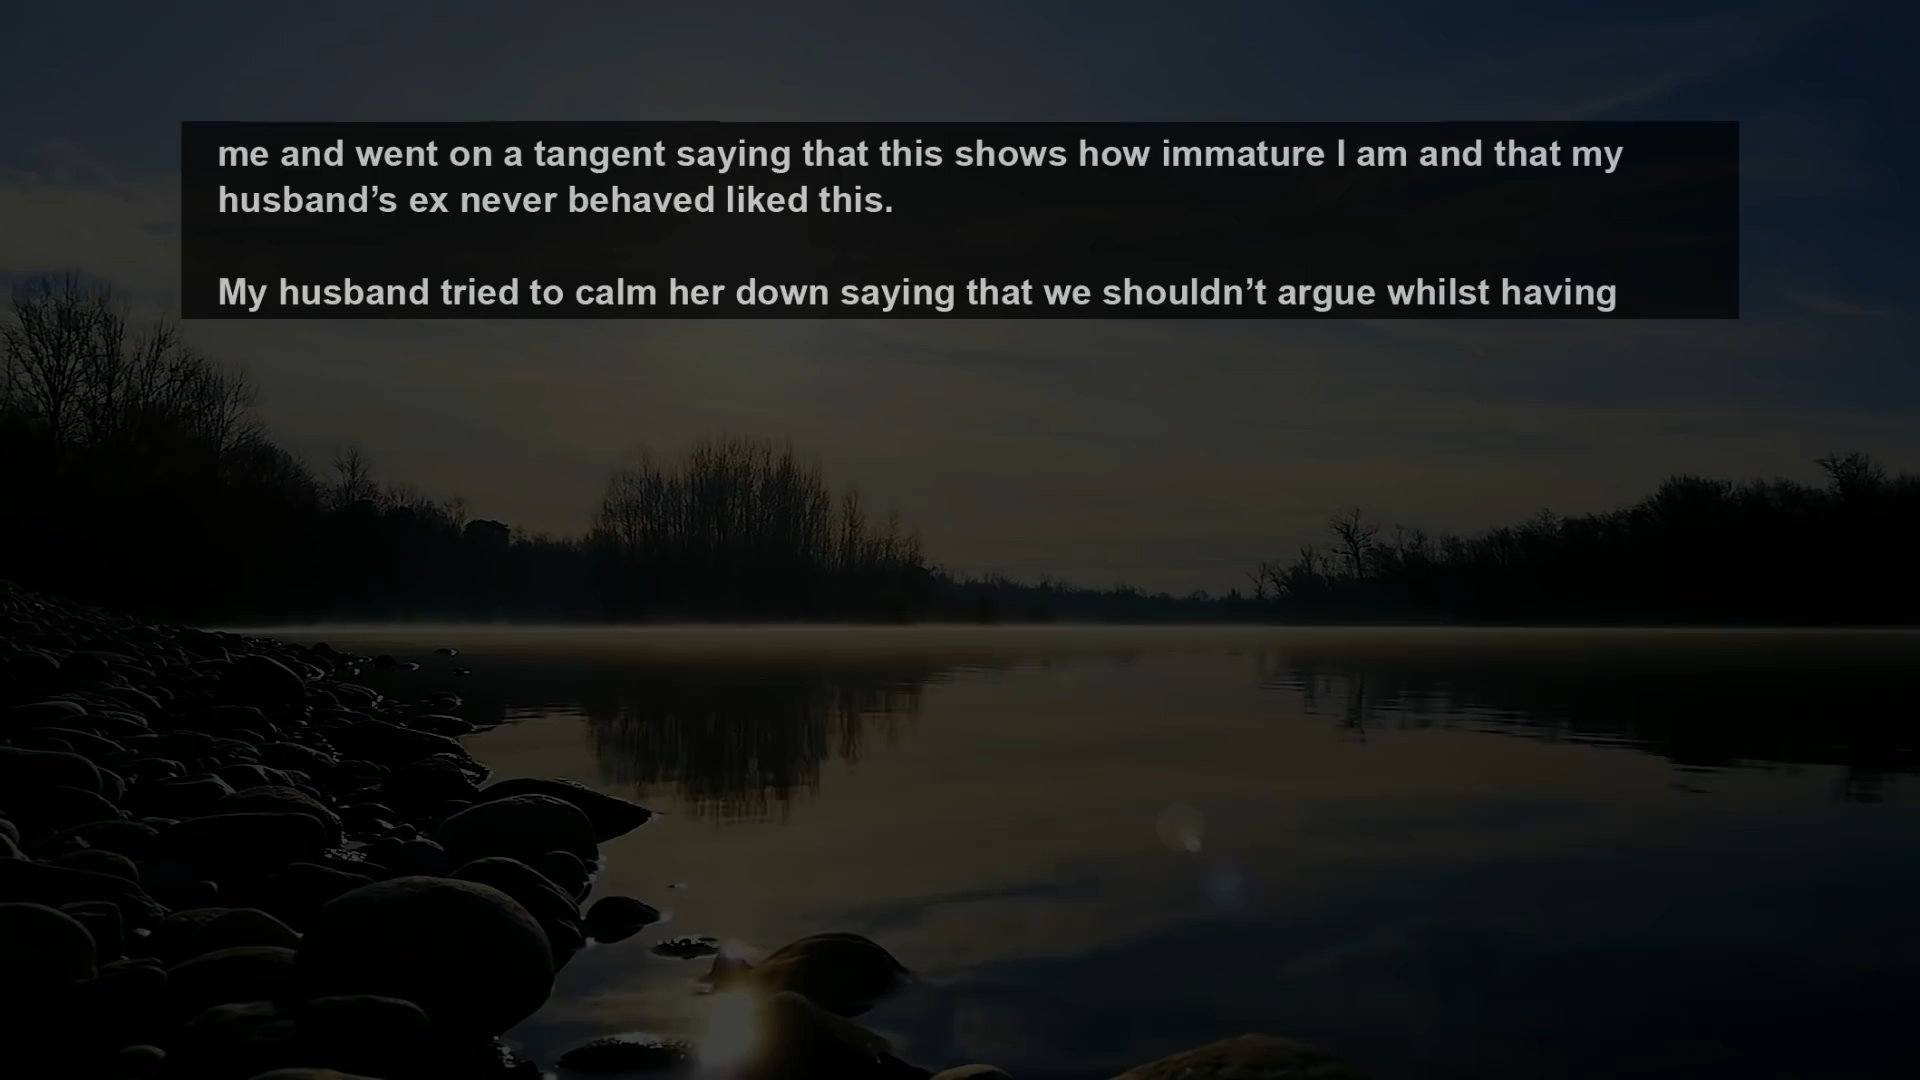 me and went on a tangent saying that this shows how immature I am and that my
husband’s ex never behaved liked this.
My husband tried to calm her down saying that we shouldn’t argue whilst having